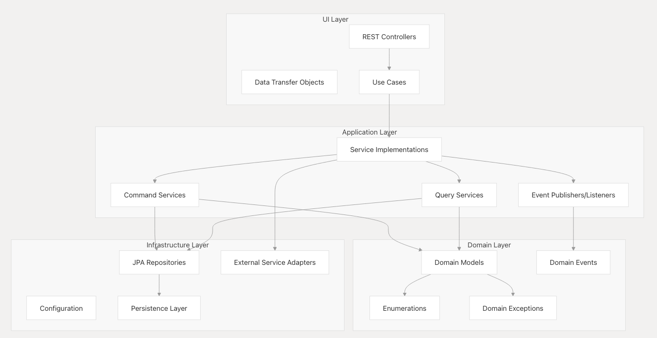 UI Layer
REST Controllers
Data Transfer Objects
Use Cases
Application Layer
Service Implementations
Command Services
Query Services
Event Publishers/Listeners
Infrastructure Layer
Domain Layer
JPA Repositories
External Service Adapters
Domain Models
Domain Events
Configuration
Persistence Layer
Enumerations
Domain Exceptions